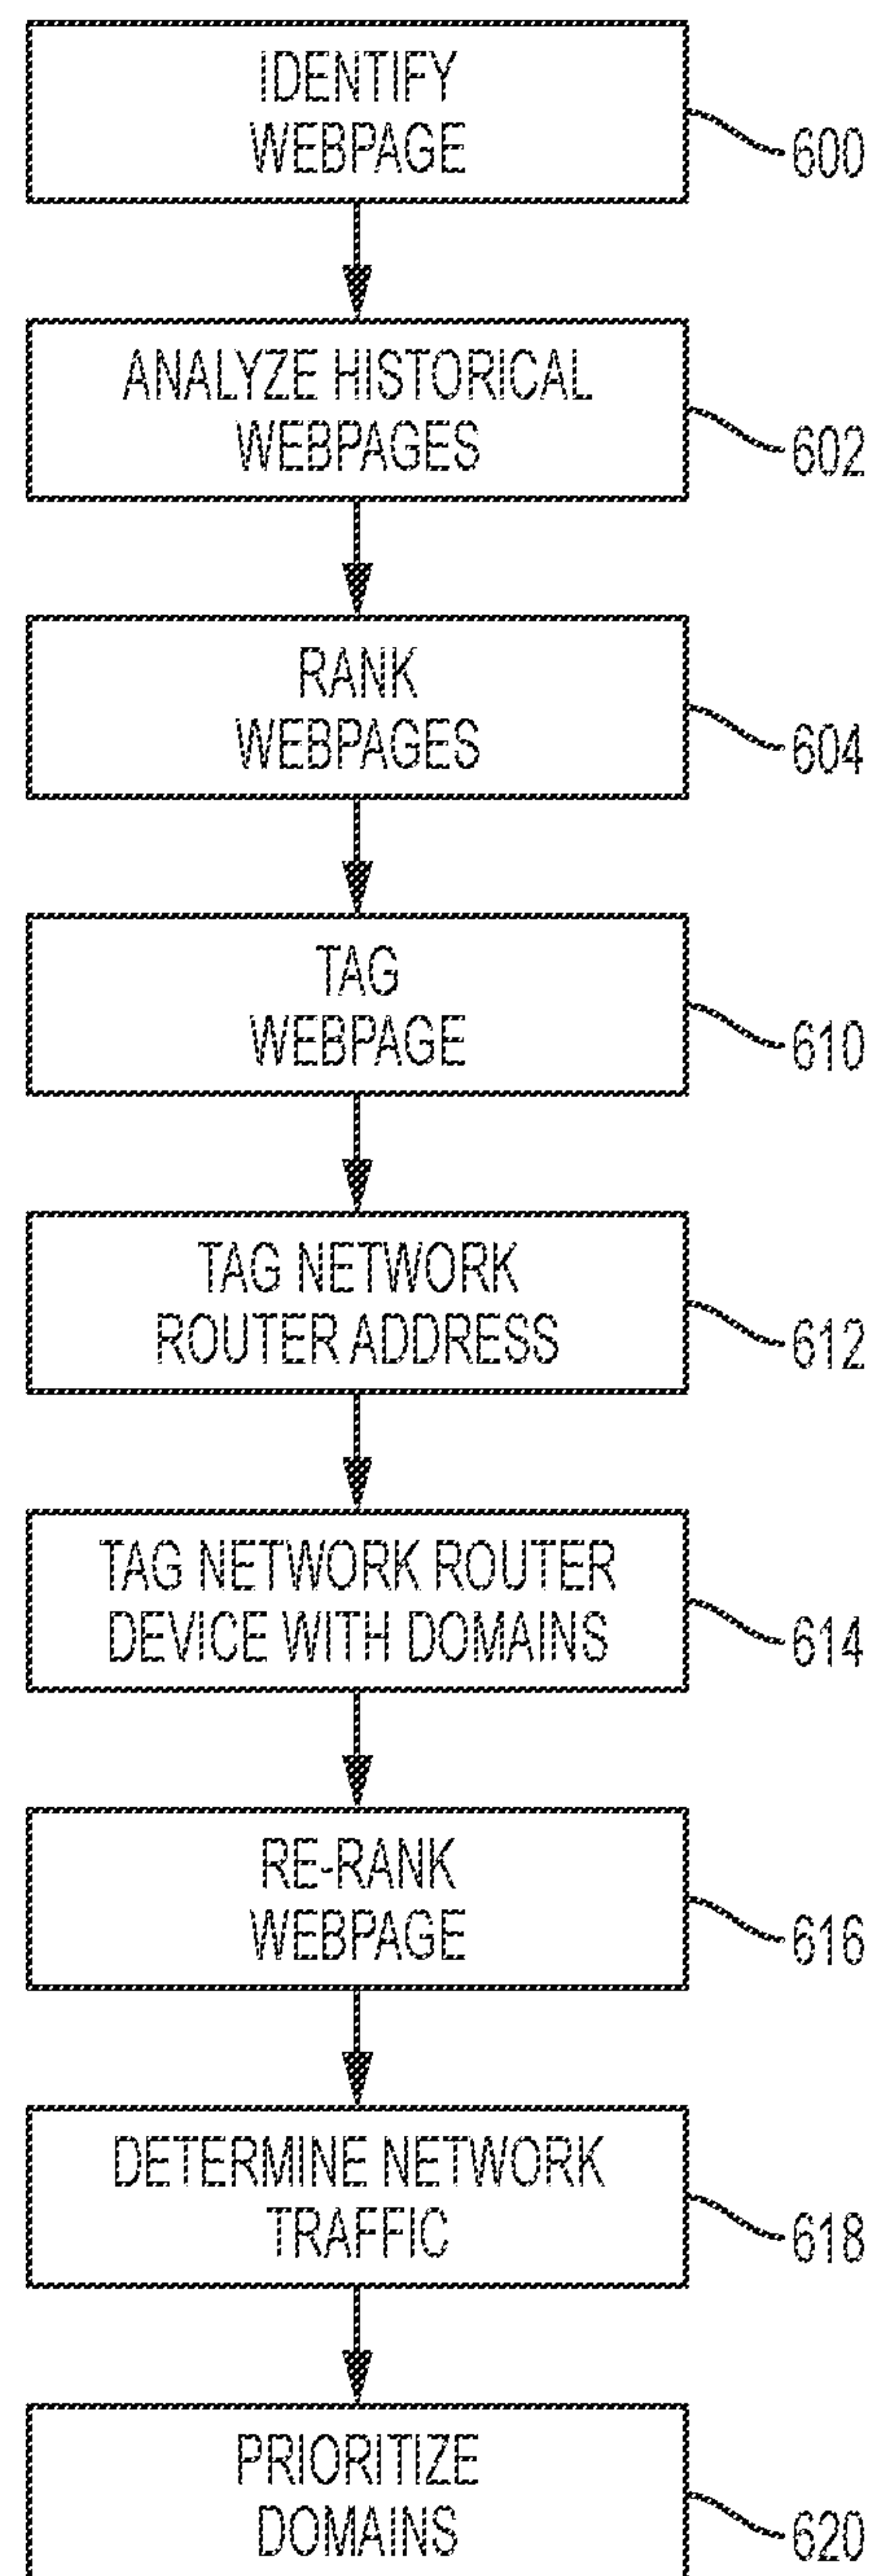 IDENTIFY
WEBPAGE
600
ANALYZE HISTORICAL
WEBPAGES
602
RANK
WEBPAGES
604
TAG
WEBPAGE
610
TAG NETWORK
ROUTER ADDRESS
612
TAG NETWORK ROUTER
DEVICE WITH DOMAINS
614
RE-RANK
WEBPAGE
616
DETERMINE NETWORK
TRAFFIC
618
PRIORITIZE
DOMAINS
620